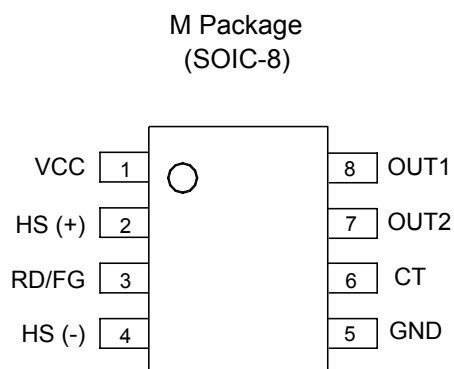 M Package
(SOIC-8)
VCC 1 8 OUT1
HS (+) 2 7 OUT2
RD/FG 3 6 CT
HS (-) 4 5 GND